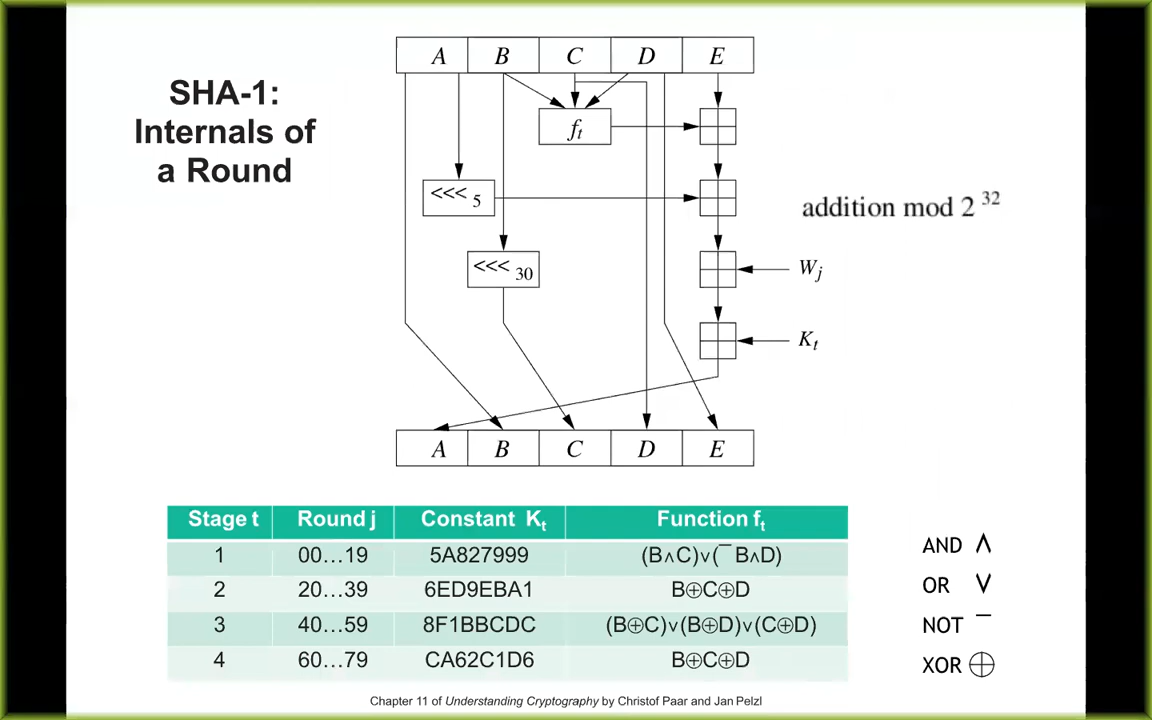 SHA-1:
Internals of
a Round
A B C D E
f_t
<<< 5
addition mod 2^32
<<< 30
W_j
K_t
A B C D E
Stage t Round j Constant K_t Function f_t
1 00…19 5A827999 (B∧C)∨(¯B∧D)
2 20…39 6ED9EBA1 B⊕C⊕D
3 40…59 8F1BBCDC (B⊕C)∨(B⊕D)∨(C⊕D)
4 60…79 CA62C1D6 B⊕C⊕D
AND ∧
OR ∨
NOT ¯
XOR ⊕
Chapter 11 of Understanding Cryptography by Christof Paar and Jan Pelzl